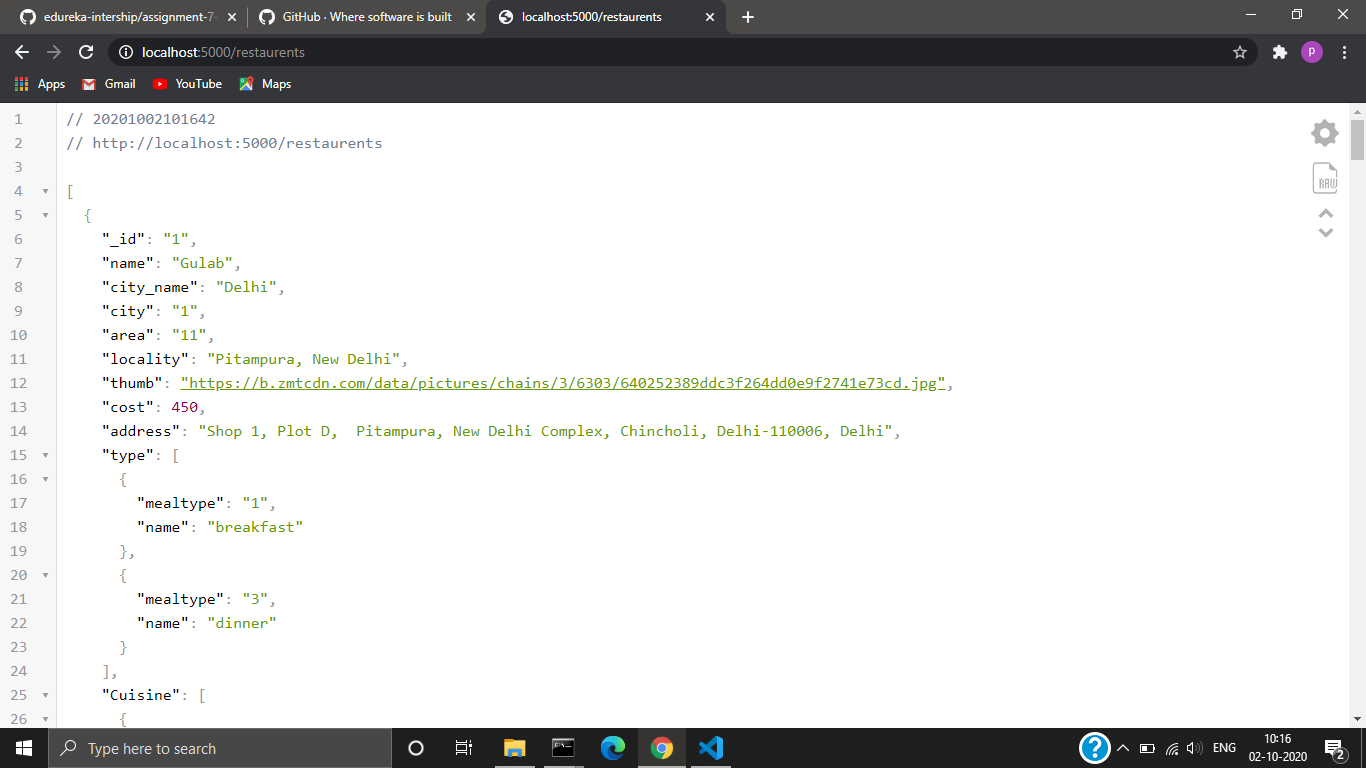 edureka-intership/assignment-7-
GitHub · Where software is built
localhost:5000/restaurents
localhost:5000/restaurents
P
Apps
Gmail
YouTube
Maps
1 // 20201002101642
2 // http://localhost:5000/restaurents
3
4 [
5 {
6 "_id": "1",
7 "name": "Gulab",
8 "city_name": "Delhi",
9 "city": "1",
10 "area": "11",
11 "locality": "Pitampura, New Delhi",
12 "thumb": "https://b.zmtcdn.com/data/pictures/chains/3/6303/640252389ddc3f264dd0e9f2741e73cd.jpg",
13 "cost": 450,
14 "address": "Shop 1, Plot D,  Pitampura, New Delhi Complex, Chincholi, Delhi-110006, Delhi",
15 "type": [
16 {
17 "mealtype": "1",
18 "name": "breakfast"
19 },
20 {
21 "mealtype": "3",
22 "name": "dinner"
23 }
24 ],
25 "Cuisine": [
26 {
RAW
Type here to search
ENG
10:16
02-10-2020
2